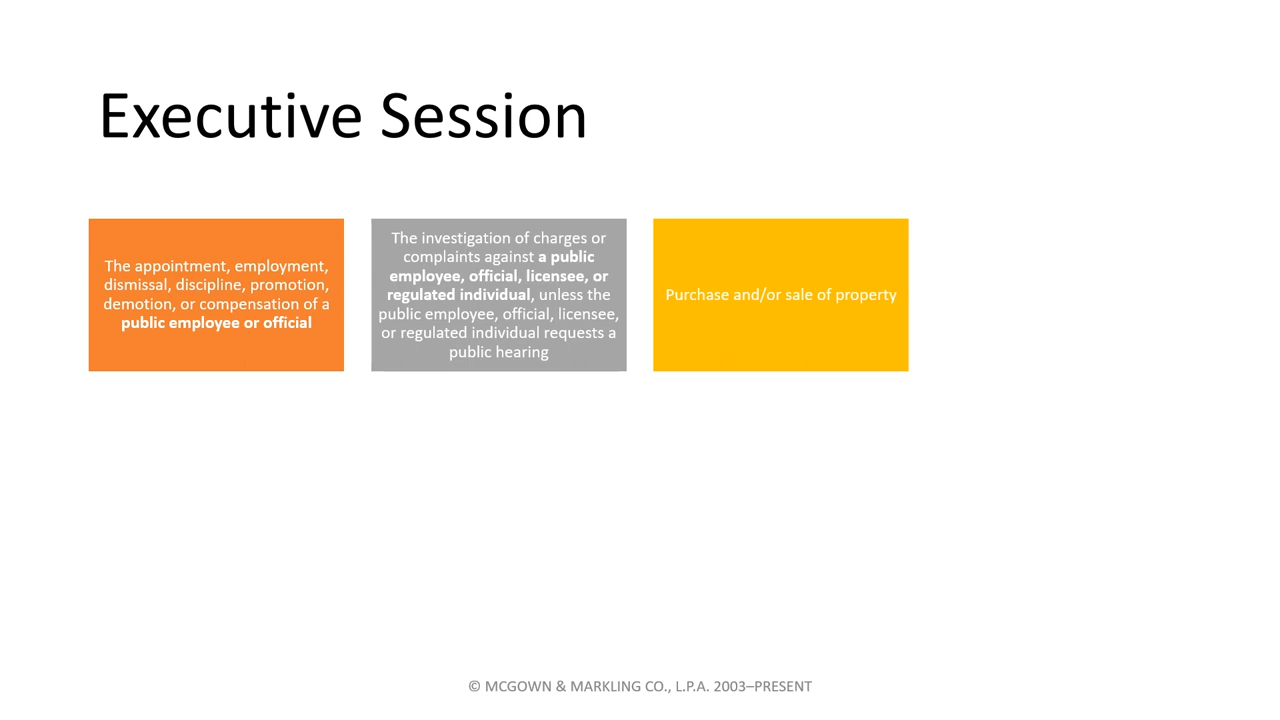 Executive Session
The appointment, employment,
dismissal, discipline, promotion,
demotion, or compensation of a
public employee or official
The investigation of charges or
complaints against a public
employee, official, licensee, or
regulated individual, unless the
public employee, official, licensee,
or regulated individual requests a
public hearing
Purchase and/or sale of property
© MCGOWN & MARKLING CO., L.P.A. 2003–PRESENT